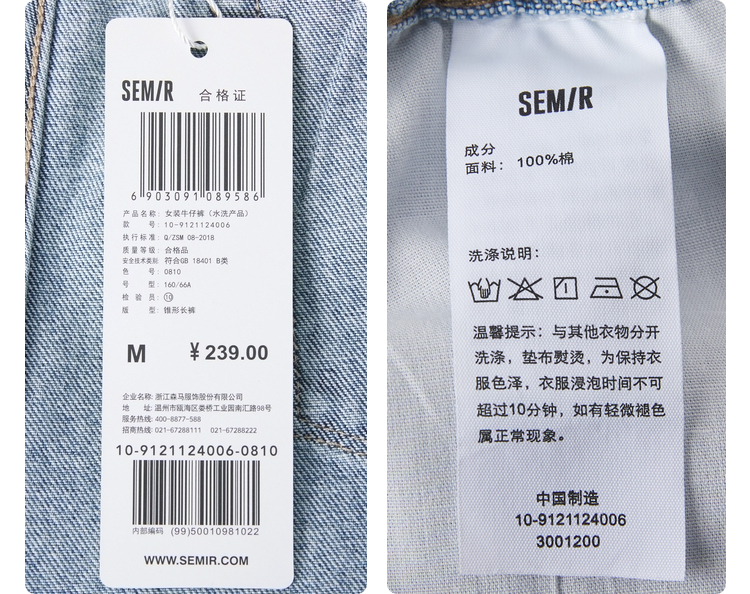 SEMIR 合格证
6 903091 089586
产品名称: 女装牛仔裤（水洗产品）
款 号: 10-9121124006
执行标准: Q/ZSM 08-2018
质量等级: 合格品
安全技术类别: 符合GB 18401 B类
色 号: 0810
号 型: 160/66A
检 验 员: ⑩
版 型: 锥形长裤
M ¥ 239.00
企业名称: 浙江森马服饰股份有限公司
地 址: 温州市瓯海区娄桥工业园南汇路98号
服务热线: 400-8877-588
招商热线: 021-67288111 021-67288222
10-9121124006-0810
内部编码 (99)50010981022
WWW.SEMIR.COM
SEMIR
成分
面料: 100%棉
洗涤说明:
温馨提示: 与其他衣物分开
洗涤, 垫布熨烫, 为保持衣
服色泽, 衣服浸泡时间不可
超过10分钟, 如有轻微褪色
属正常现象。
中国制造
10-9121124006
3001200